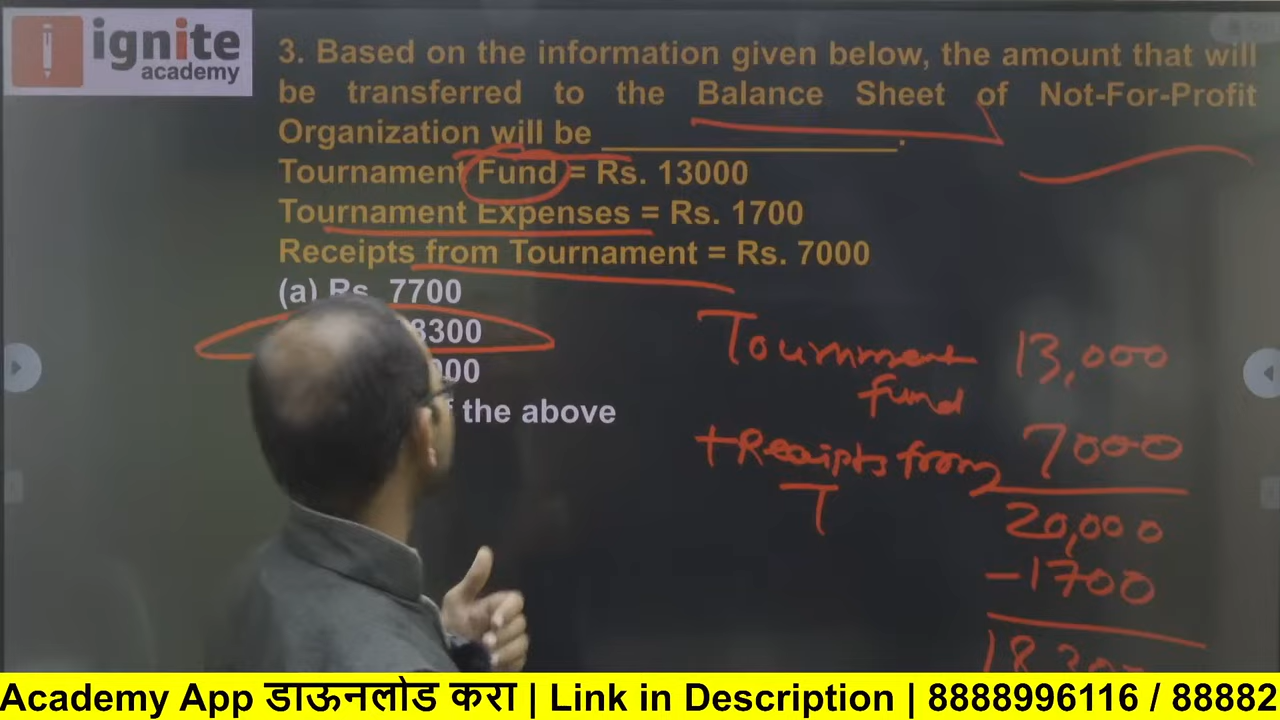 ignite
academy
3. Based on the information given below, the amount that will
be transferred to the Balance Sheet of Not-For-Profit
Organization will be ____________________.
Tournament Fund = Rs. 13000
Tournament Expenses = Rs. 1700
Receipts from Tournament = Rs. 7000
(a) Rs. 7700
8300
000
the above
Tournment 13,000
fund
+Receipts from 7000
T
20,000
-1700
Academy App डाऊनलोड करा | Link in Description | 8888996116 / 88882